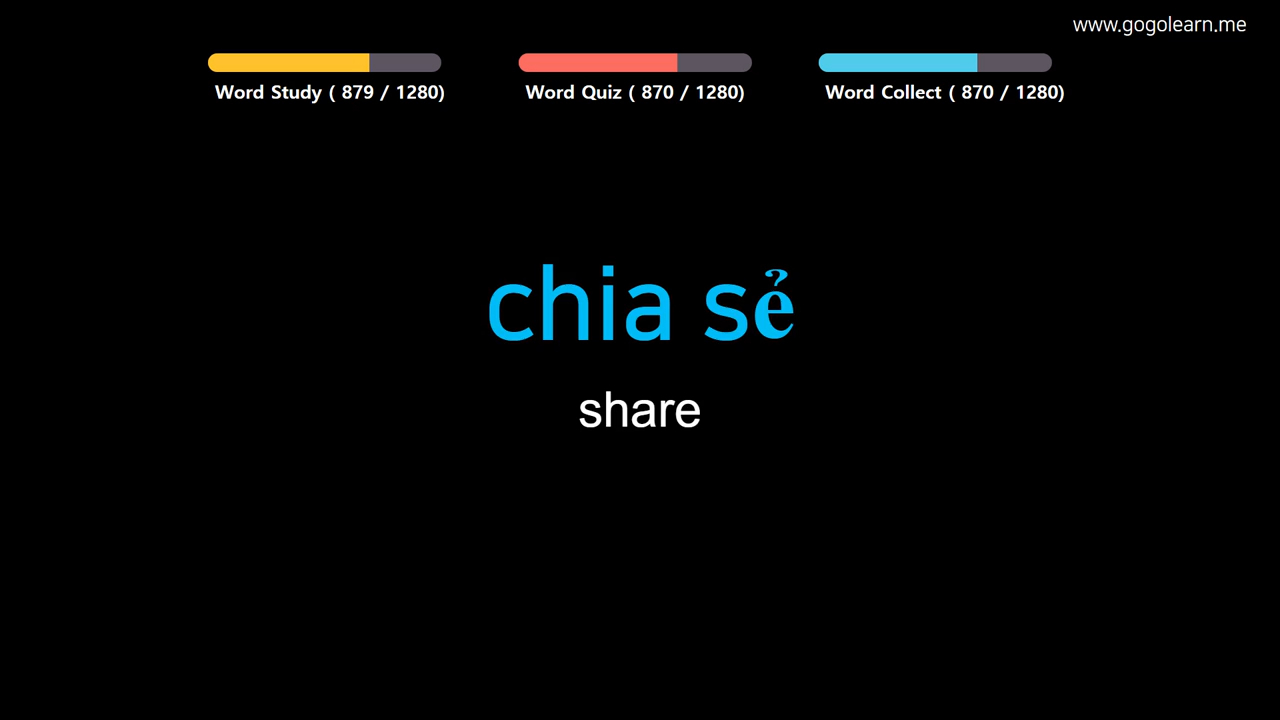 www.gogolearn.me
Word Study ( 879 / 1280)
Word Quiz ( 870 / 1280)
Word Collect ( 870 / 1280)
chia sẻ
share